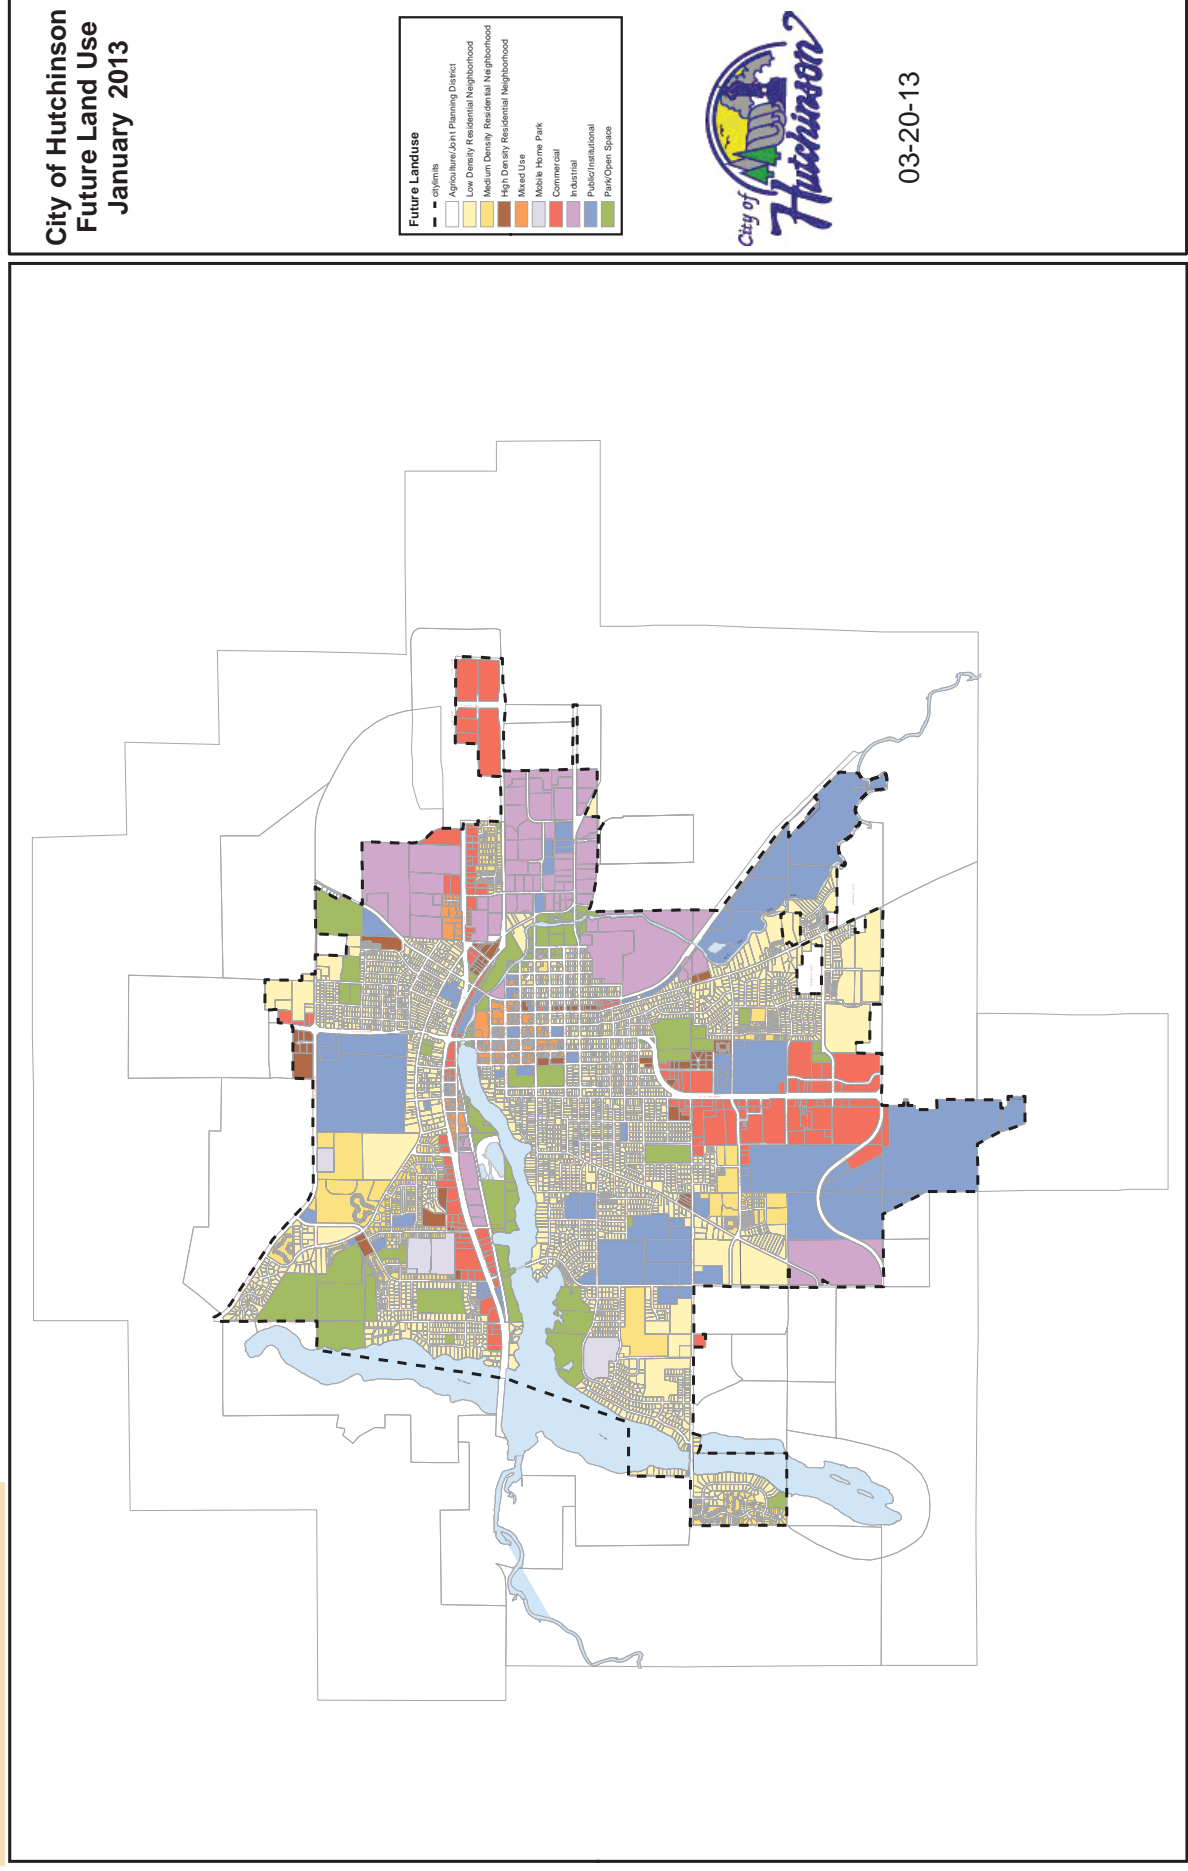 City of Hutchinson
Future Land Use
January 2013
Future Landuse
citylimits
Agriculture/Joint Planning District
Low Density Residential Neighborhood
Medium Density Residential Neighborhood
High Density Residential Neighborhood
Mixed Use
Mobile Home Park
Commercial
Industrial
Public/Institutional
Park/Open Space
City of
Hutchinson
03-20-13